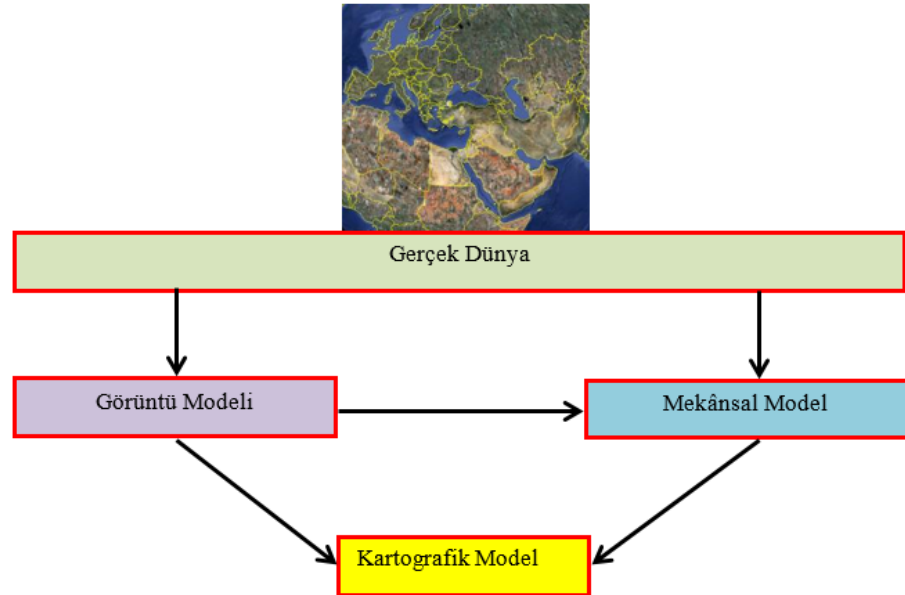 Gerçek Dünya
Görüntü Modeli
Mekânsal Model
Kartografik Model